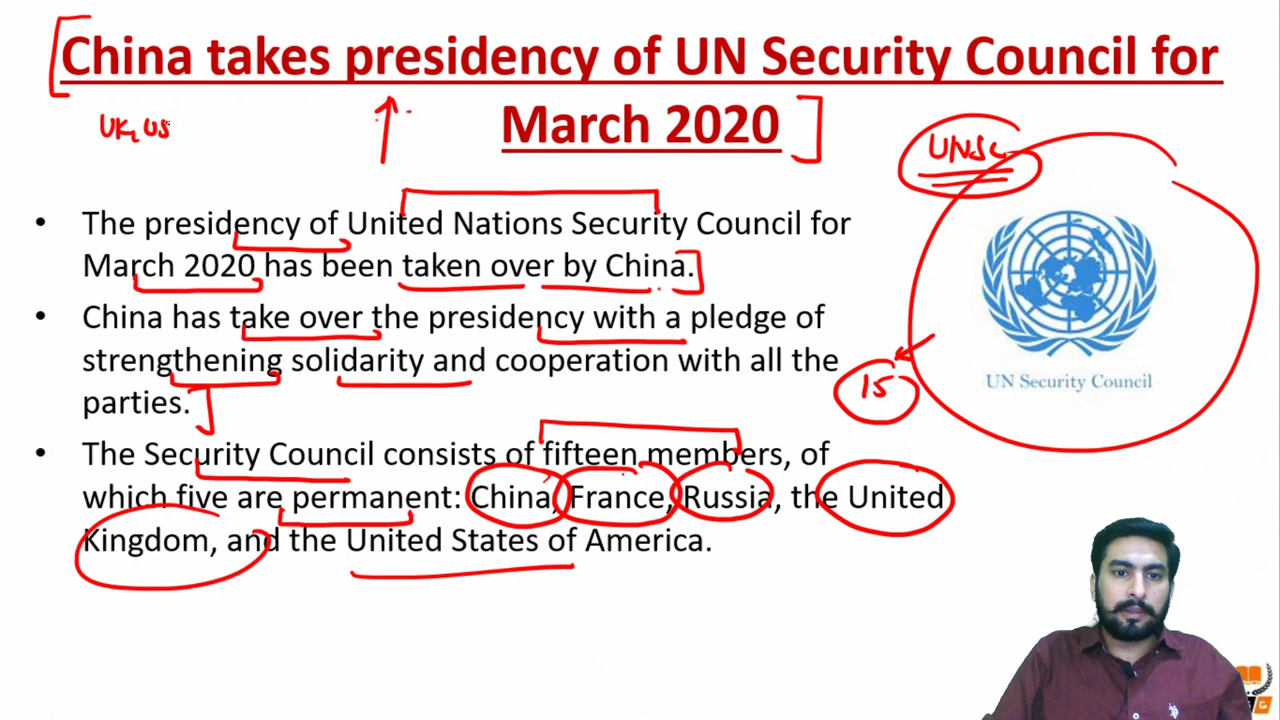 China takes presidency of UN Security Council for
March 2020
UK, US
UNSC
• The presidency of United Nations Security Council for
March 2020 has been taken over by China.
• China has take over the presidency with a pledge of
strengthening solidarity and cooperation with all the
parties.
15
UN Security Council
• The Security Council consists of fifteen members, of
which five are permanent: China, France, Russia, the United
Kingdom, and the United States of America.